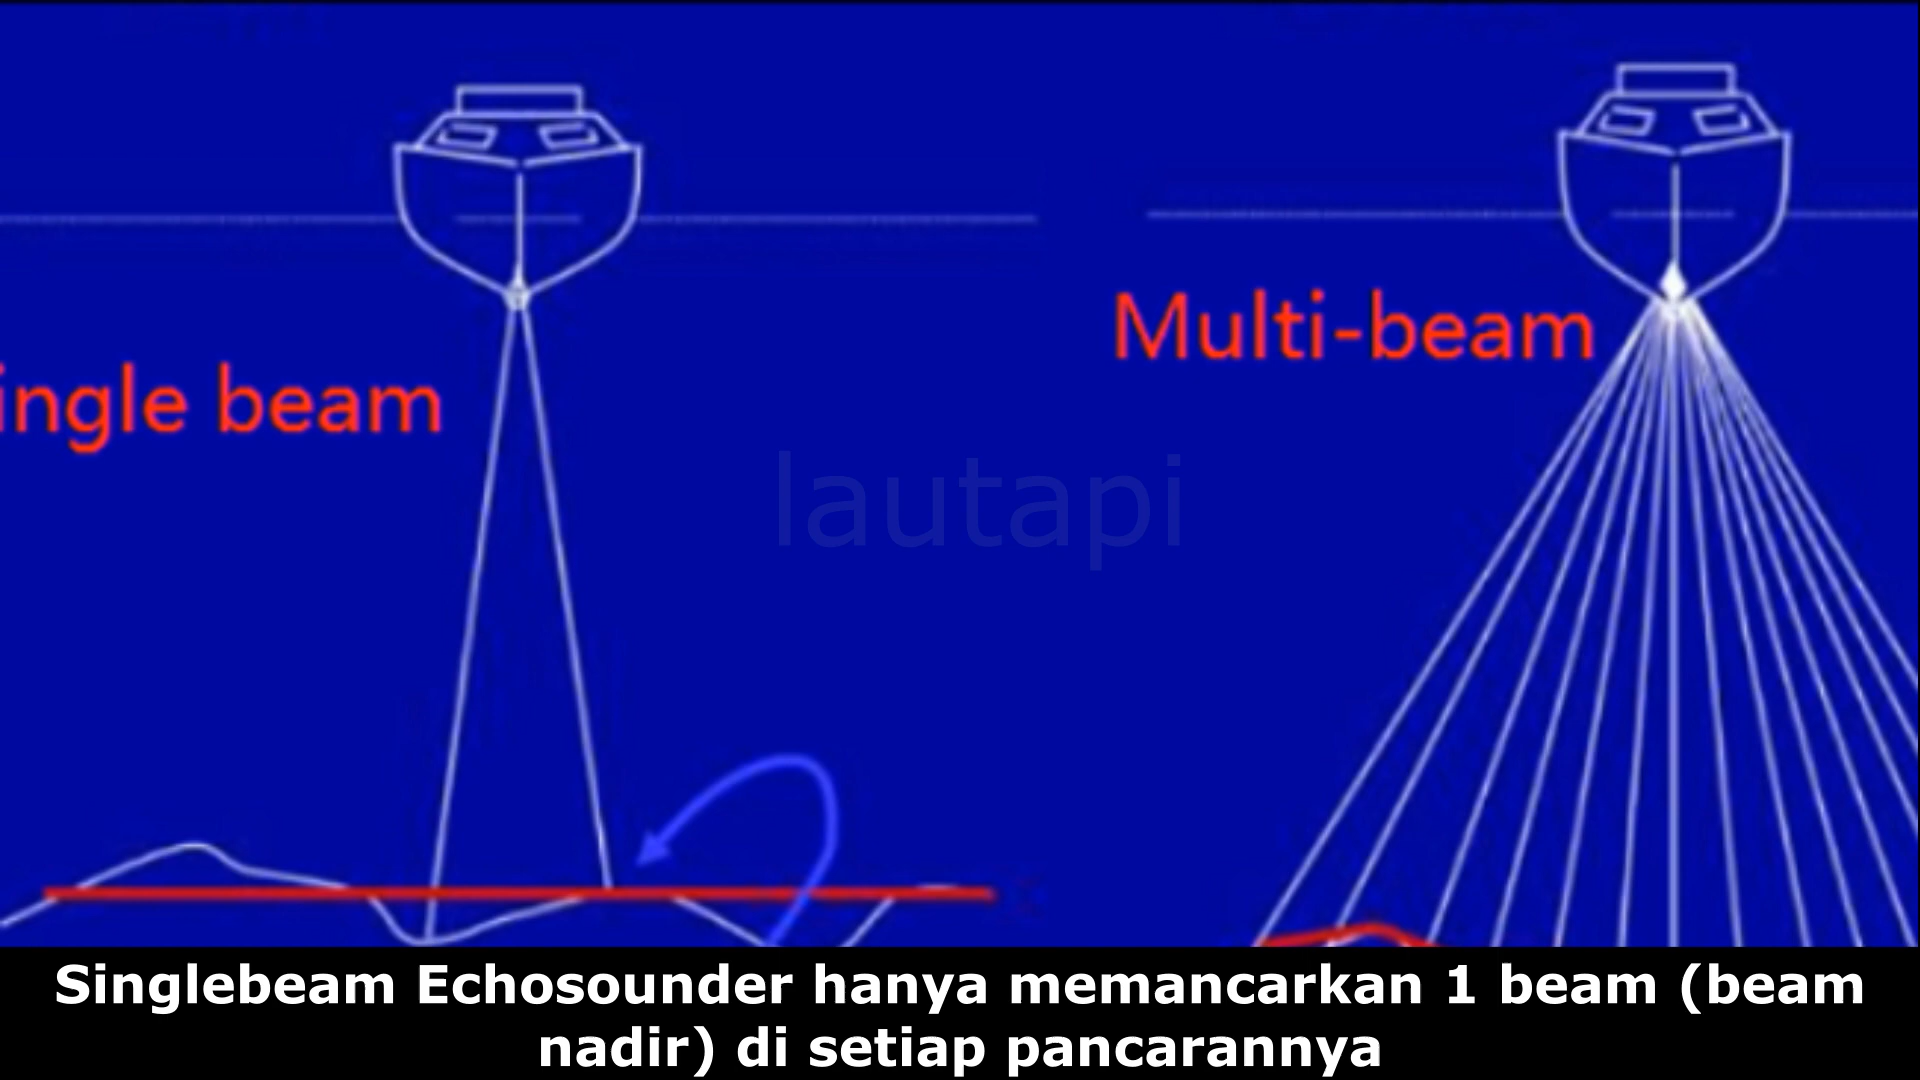 Multi-beam
ingle beam
lautapi
Singlebeam Echosounder hanya memancarkan 1 beam (beam
nadir) di setiap pancarannya